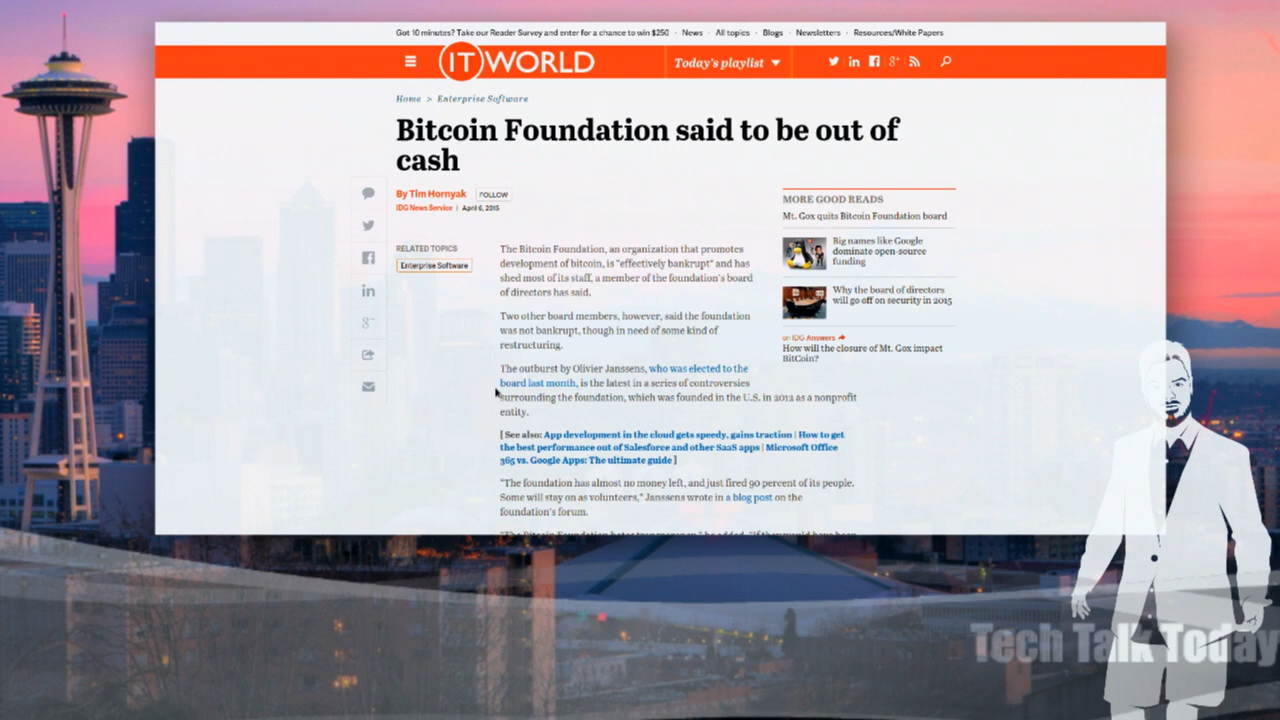 Got 10 minutes? Take our Reader Survey and enter for a chance to win $250 · News · All topics · Blogs · Newsletters · Resources/White Papers
ITWORLD
Today's playlist
Home > Enterprise Software
Bitcoin Foundation said to be out of
cash
By Tim Hornyak FOLLOW
IDG News Service | April 6, 2015
RELATED TOPICS
Enterprise Software
The Bitcoin Foundation, an organization that promotes
development of bitcoin, is "effectively bankrupt" and has
shed most of its staff, a member of the foundation's board
of directors has said.
Two other board members, however, said the foundation
was not bankrupt, though in need of some kind of
restructuring.
The outburst by Olivier Janssens, who was elected to the
board last month, is the latest in a series of controversies
surrounding the foundation, which was founded in the U.S. in 2012 as a nonprofit
entity.
[ See also: App development in the cloud gets speedy, gains traction | How to get
the best performance out of Salesforce and other SaaS apps | Microsoft Office
365 vs. Google Apps: The ultimate guide ]
"The foundation has almost no money left, and just fired 90 percent of its people.
Some will stay on as volunteers," Janssens wrote in a blog post on the
foundation's forum.
MORE GOOD READS
Mt. Gox quits Bitcoin Foundation board
Big names like Google
dominate open-source
funding
Why the board of directors
will go off on security in 2015
on IDG Answers
How will the closure of Mt. Gox impact
BitCoin?
Tech Talk Today